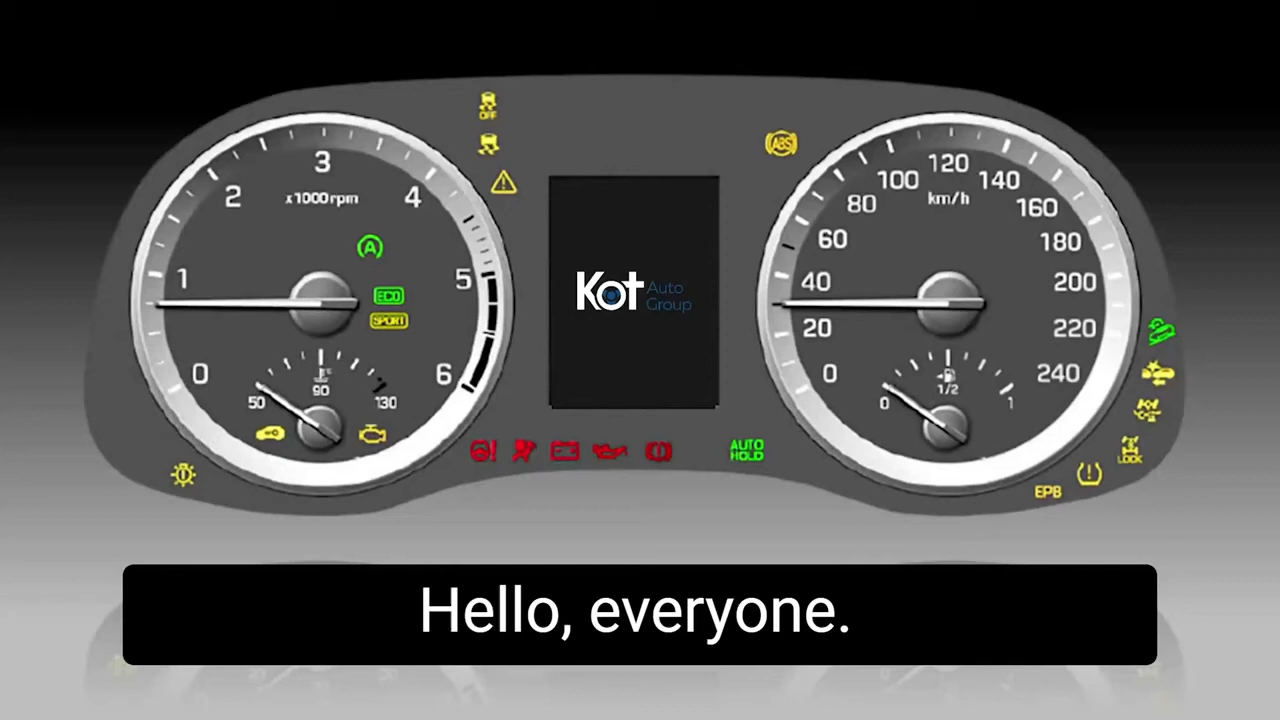 OFF
ABS
3
120
2
x1000rpm
4
100
km/h
140
80
160
60
180
A
1
5
40
200
ECO
Kot Auto
Group
SPORT
20
220
0
6
0
240
°C
90
50
130
1/2
0
1
AUTO
HOLD
LOCK
EPB
Hello, everyone.